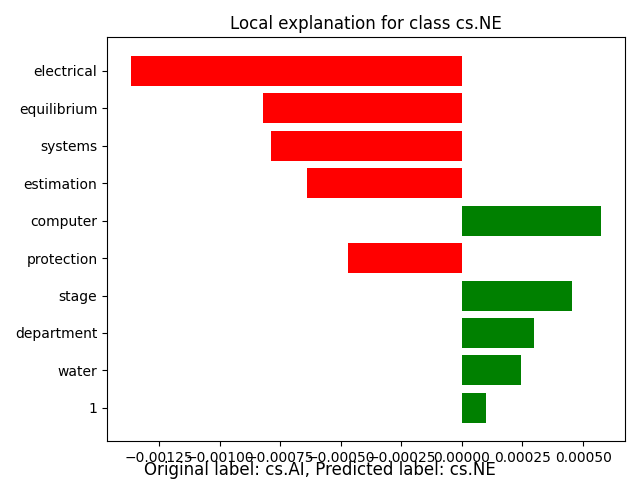 Local explanation for class cs.NE
electrical
equilibrium
systems
estimation
computer
protection
stage
department
water
1
−0.00125 −0.00100 −0.00075 −0.00050 −0.00025 0.00000 0.00025 0.00050
Original label: cs.AI, Predicted label: cs.NE